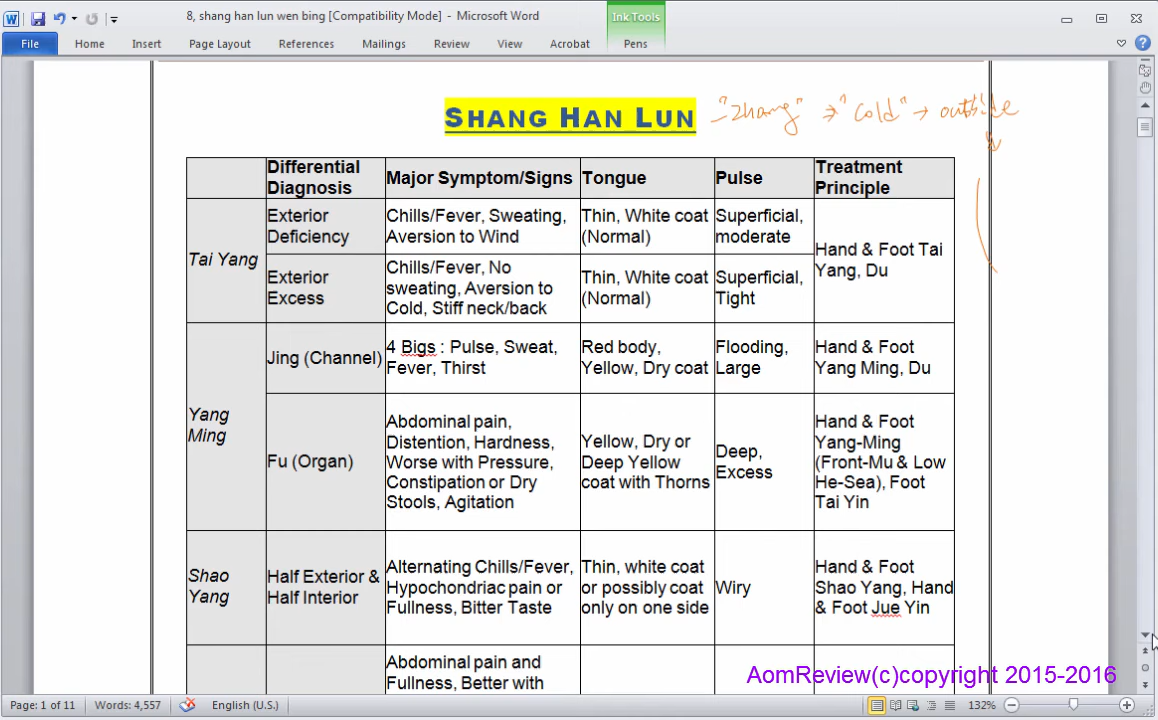 8, shang han lun wen bing [Compatibility Mode] - Microsoft Word
Ink Tools
File Home Insert Page Layout References Mailings Review View Acrobat Pens
SHANG HAN LUN "Zhang" → "Cold" → outside
Differential Diagnosis
Major Symptom/Signs
Tongue
Pulse
Treatment Principle
Tai Yang
Exterior
Deficiency
Chills/Fever, Sweating,
Aversion to Wind
Thin, White coat
(Normal)
Superficial,
moderate
Hand & Foot Tai
Yang, Du
Exterior
Excess
Chills/Fever, No
sweating, Aversion to
Cold, Stiff neck/back
Thin, White coat
(Normal)
Superficial,
Tight
Yang
Ming
Jing (Channel)
4 Bigs : Pulse, Sweat,
Fever, Thirst
Red body,
Yellow, Dry coat
Flooding,
Large
Hand & Foot
Yang Ming, Du
Fu (Organ)
Abdominal pain,
Distention, Hardness,
Worse with Pressure,
Constipation or Dry
Stools, Agitation
Yellow, Dry or
Deep Yellow
coat with Thorns
Deep,
Excess
Hand & Foot
Yang-Ming
(Front-Mu & Low
He-Sea), Foot
Tai Yin
Shao
Yang
Half Exterior &
Half Interior
Alternating Chills/Fever,
Hypochondriac pain or
Fullness, Bitter Taste
Thin, white coat
or possibly coat
only on one side
Wiry
Hand & Foot
Shao Yang, Hand
& Foot Jue Yin
Abdominal pain and
Fullness, Better with
AomReview(c)copyright 2015-2016
Page: 1 of 11 Words: 4,557 English (U.S.) 132%